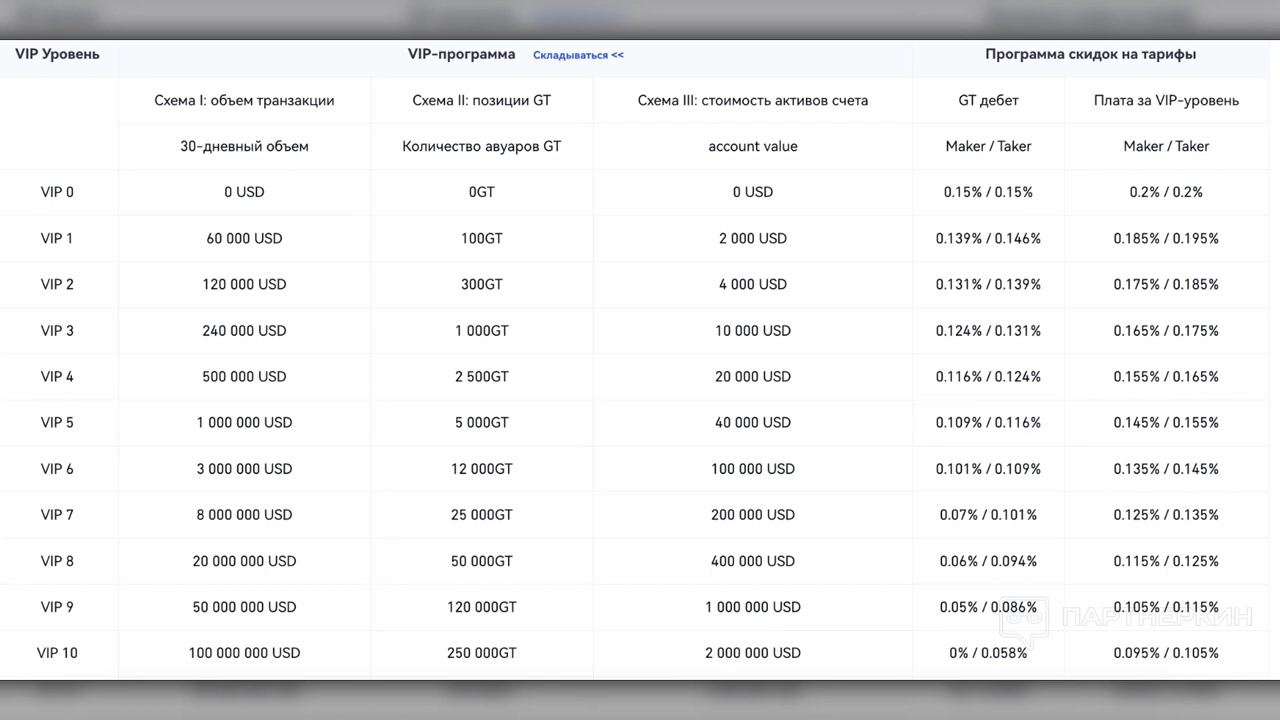 VIP Уровень VIP-программа Складываться << Программа скидок на тарифы
Схема I: объем транзакции Схема II: позиции GT Схема III: стоимость активов счета GT дебет Плата за VIP-уровень
30-дневный объем Количество авуаров GT account value Maker / Taker Maker / Taker
VIP 0 0 USD 0GT 0 USD 0.15% / 0.15% 0.2% / 0.2%
VIP 1 60 000 USD 100GT 2 000 USD 0.139% / 0.146% 0.185% / 0.195%
VIP 2 120 000 USD 300GT 4 000 USD 0.131% / 0.139% 0.175% / 0.185%
VIP 3 240 000 USD 1 000GT 10 000 USD 0.124% / 0.131% 0.165% / 0.175%
VIP 4 500 000 USD 2 500GT 20 000 USD 0.116% / 0.124% 0.155% / 0.165%
VIP 5 1 000 000 USD 5 000GT 40 000 USD 0.109% / 0.116% 0.145% / 0.155%
VIP 6 3 000 000 USD 12 000GT 100 000 USD 0.101% / 0.109% 0.135% / 0.145%
VIP 7 8 000 000 USD 25 000GT 200 000 USD 0.07% / 0.101% 0.125% / 0.135%
VIP 8 20 000 000 USD 50 000GT 400 000 USD 0.06% / 0.094% 0.115% / 0.125%
VIP 9 50 000 000 USD 120 000GT 1 000 000 USD 0.05% / 0.086% 0.105% / 0.115%
ПАРТНЕРКИН
VIP 10 100 000 000 USD 250 000GT 2 000 000 USD 0% / 0.058% 0.095% / 0.105%